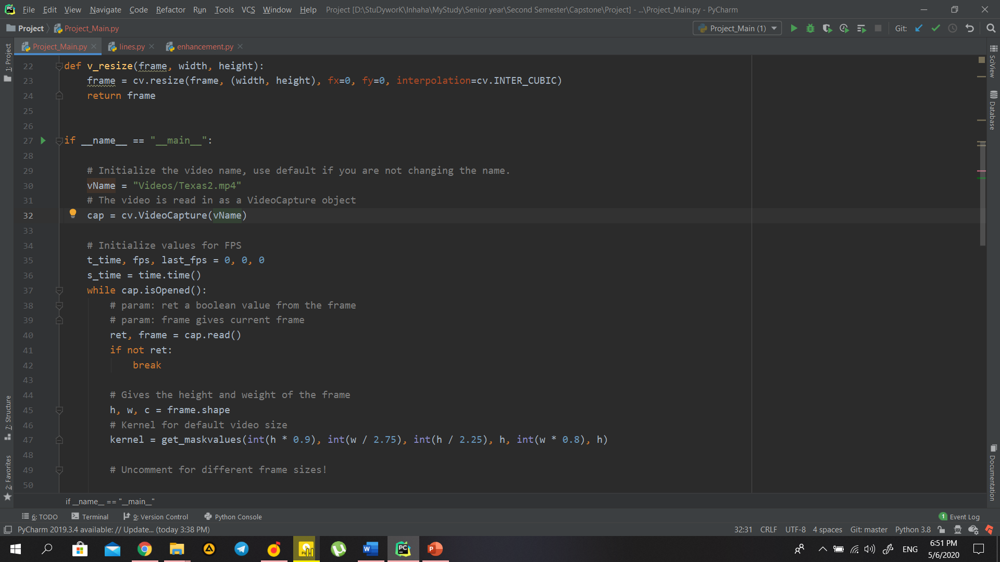 File Edit View Navigate Code Refactor Run Tools VCS Window Help Project [D:\StuDyworK\Inhaha\MyStudy\Senior year\Second Semester\Capstone\Project] - ...\Project_Main.py - PyCharm
Project Project_Main.py Project_Main (1) Git:
Project_Main.py lines.py enhancement.py
1: Project
7: Structure
2: Favorites
22 def v_resize(frame, width, height):
23 frame = cv.resize(frame, (width, height), fx=0, fy=0, interpolation=cv.INTER_CUBIC)
24 return frame
25
26
27 if __name__ == "__main__":
28
29 # Initialize the video name, use default if you are not changing the name.
30 vName = "Videos/Texas2.mp4"
31 # The video is read in as a VideoCapture object
32 cap = cv.VideoCapture(vName)
33
34 # Initialize values for FPS
35 t_time, fps, last_fps = 0, 0, 0
36 s_time = time.time()
37 while cap.isOpened():
38 # param: ret a boolean value from the frame
39 # param: frame gives current frame
40 ret, frame = cap.read()
41 if not ret:
42 break
43
44 # Gives the height and weight of the frame
45 h, w, c = frame.shape
46 # Kernel for default video size
47 kernel = get_maskvalues(int(h * 0.9), int(w / 2.75), int(h / 2.25), h, int(w * 0.8), h)
48
49 # Uncomment for different frame sizes!
50
SciView
Database
Documentation
if __name__ == "__main__"
6: TODO Terminal 9: Version Control Python Console 1 Event Log
PyCharm 2019.3.4 available: // Update... (today 3:38 PM) 32:31 CRLF UTF-8 4 spaces Git: master Python 3.8
ENG 6:51 PM
5/6/2020